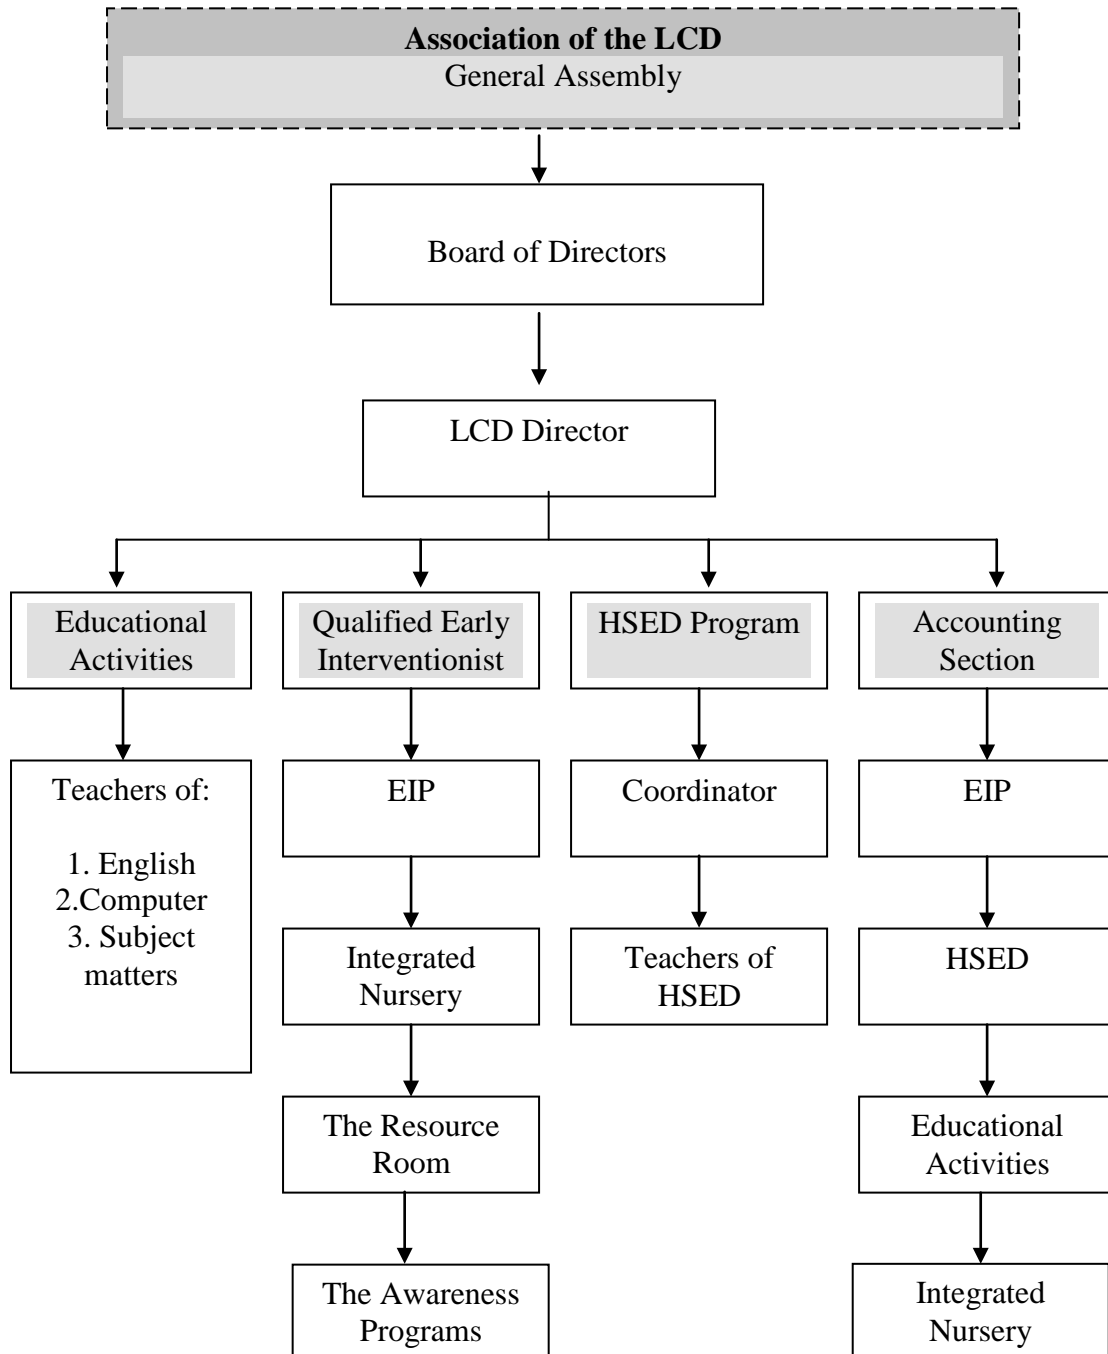 Association of the LCD
General Assembly
Board of Directors
LCD Director
Educational
Activities
Qualified Early
Interventionist
HSED Program
Accounting
Section
Teachers of:
1. English
2.Computer
3. Subject
matters
EIP
Coordinator
EIP
Integrated
Nursery
Teachers of
HSED
HSED
The Resource
Room
Educational
Activities
The Awareness
Programs
Integrated
Nursery